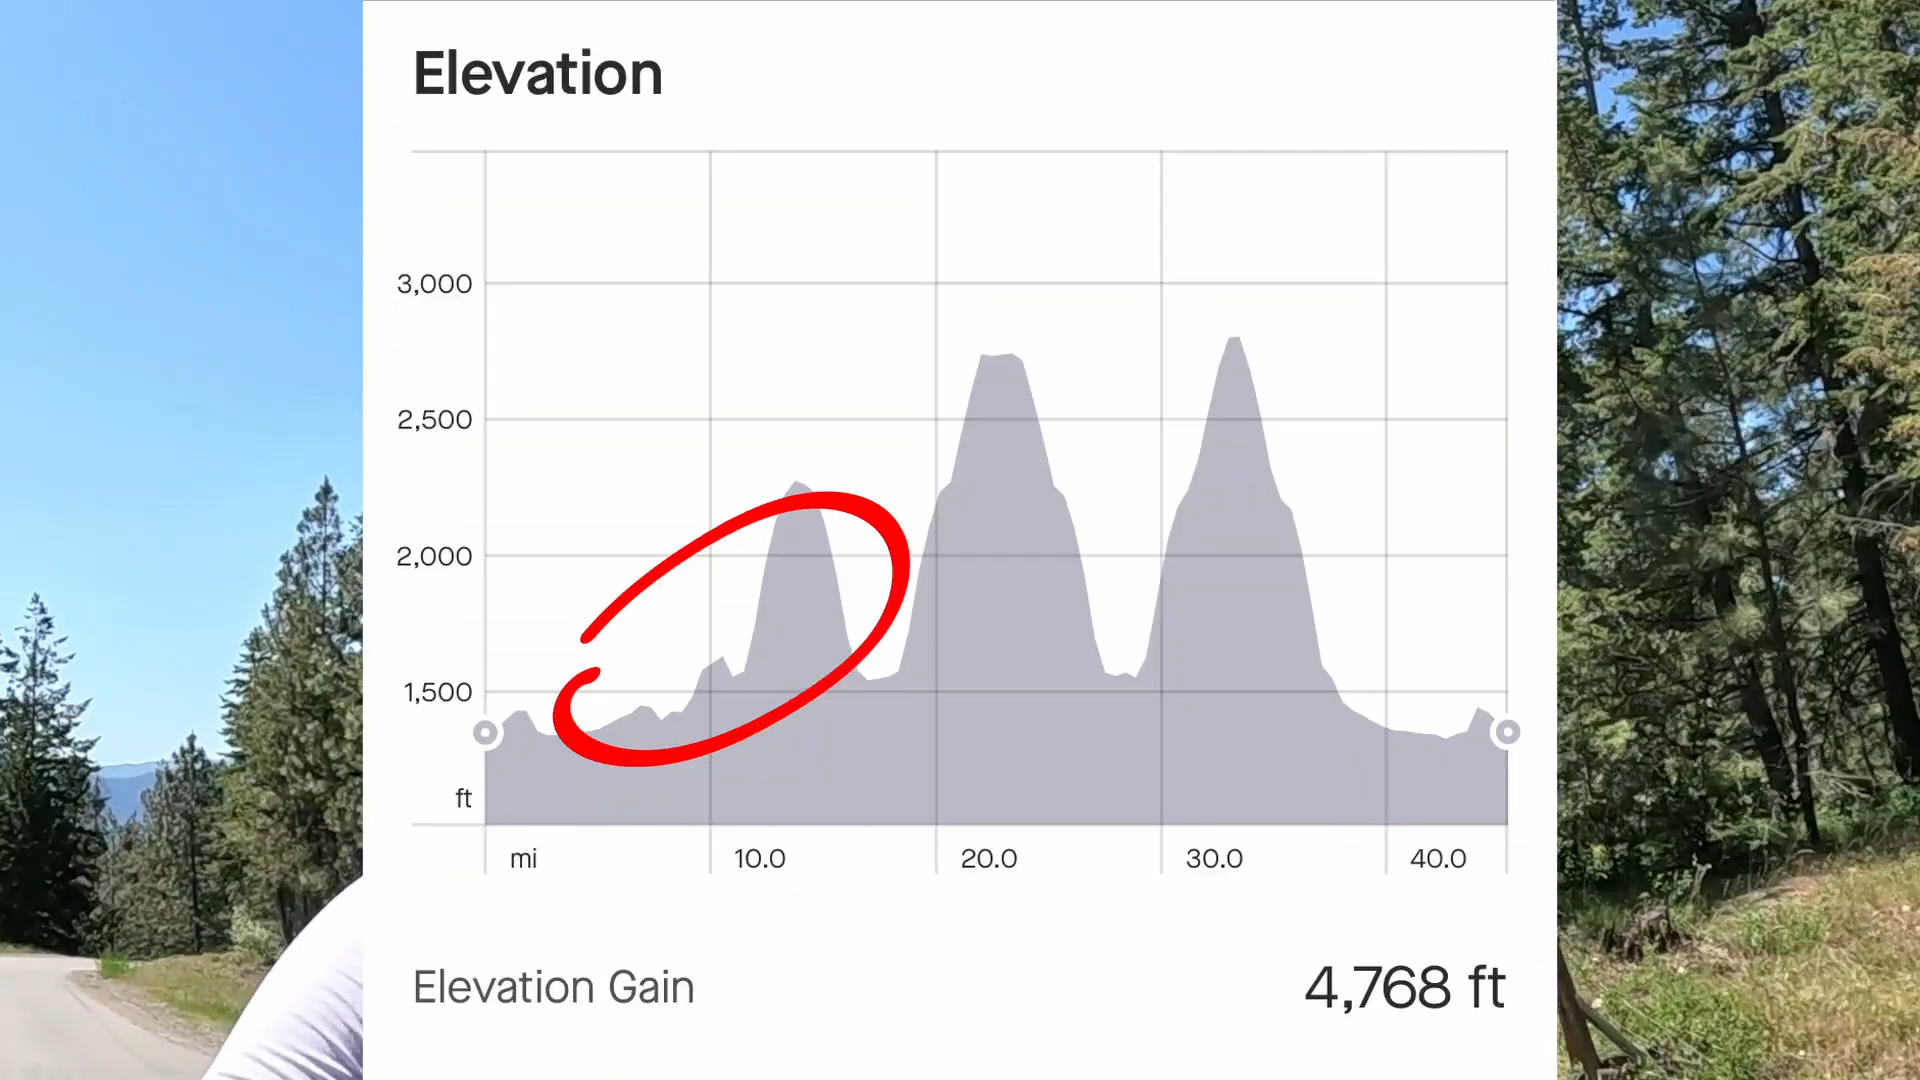 Elevation
3,000
2,500
2,000
1,500
ft
mi 10.0 20.0 30.0 40.0
Elevation Gain 4,768 ft